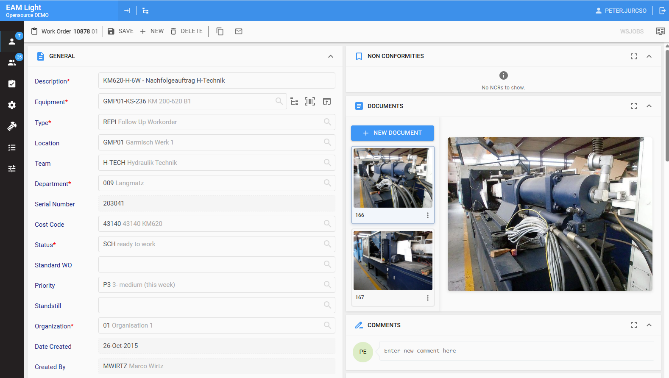 EAM Light
Opensource DEMO
PETERJUROSO
Work Order 10878 01
SAVE
NEW
DELETE
WSJOBS
GENERAL
Description*
KM620-H-6W - Nachfolgeauftrag H-Technik
Equipment*
GMP01-KS-236 KM 200-620 B1
Type*
REPI Follow Up Workorder
Location
GMP01 Garmisch Werk 1
Team
H-TECH Hydraulik Technik
Department*
009 Langmatz
Serial Number
203041
Cost Code
43140 43140 KM620
Status*
SCH ready to work
Standard WO
Priority
P3 3- medium (this week)
Standstill
Organization*
01 Organisation 1
Date Created
26-Oct-2015
Created By
MWIRTZ Marco Wirtz
NON CONFORMITIES
No NCRs to show.
DOCUMENTS
NEW DOCUMENT
166
167
COMMENTS
PE
Enter new comment here